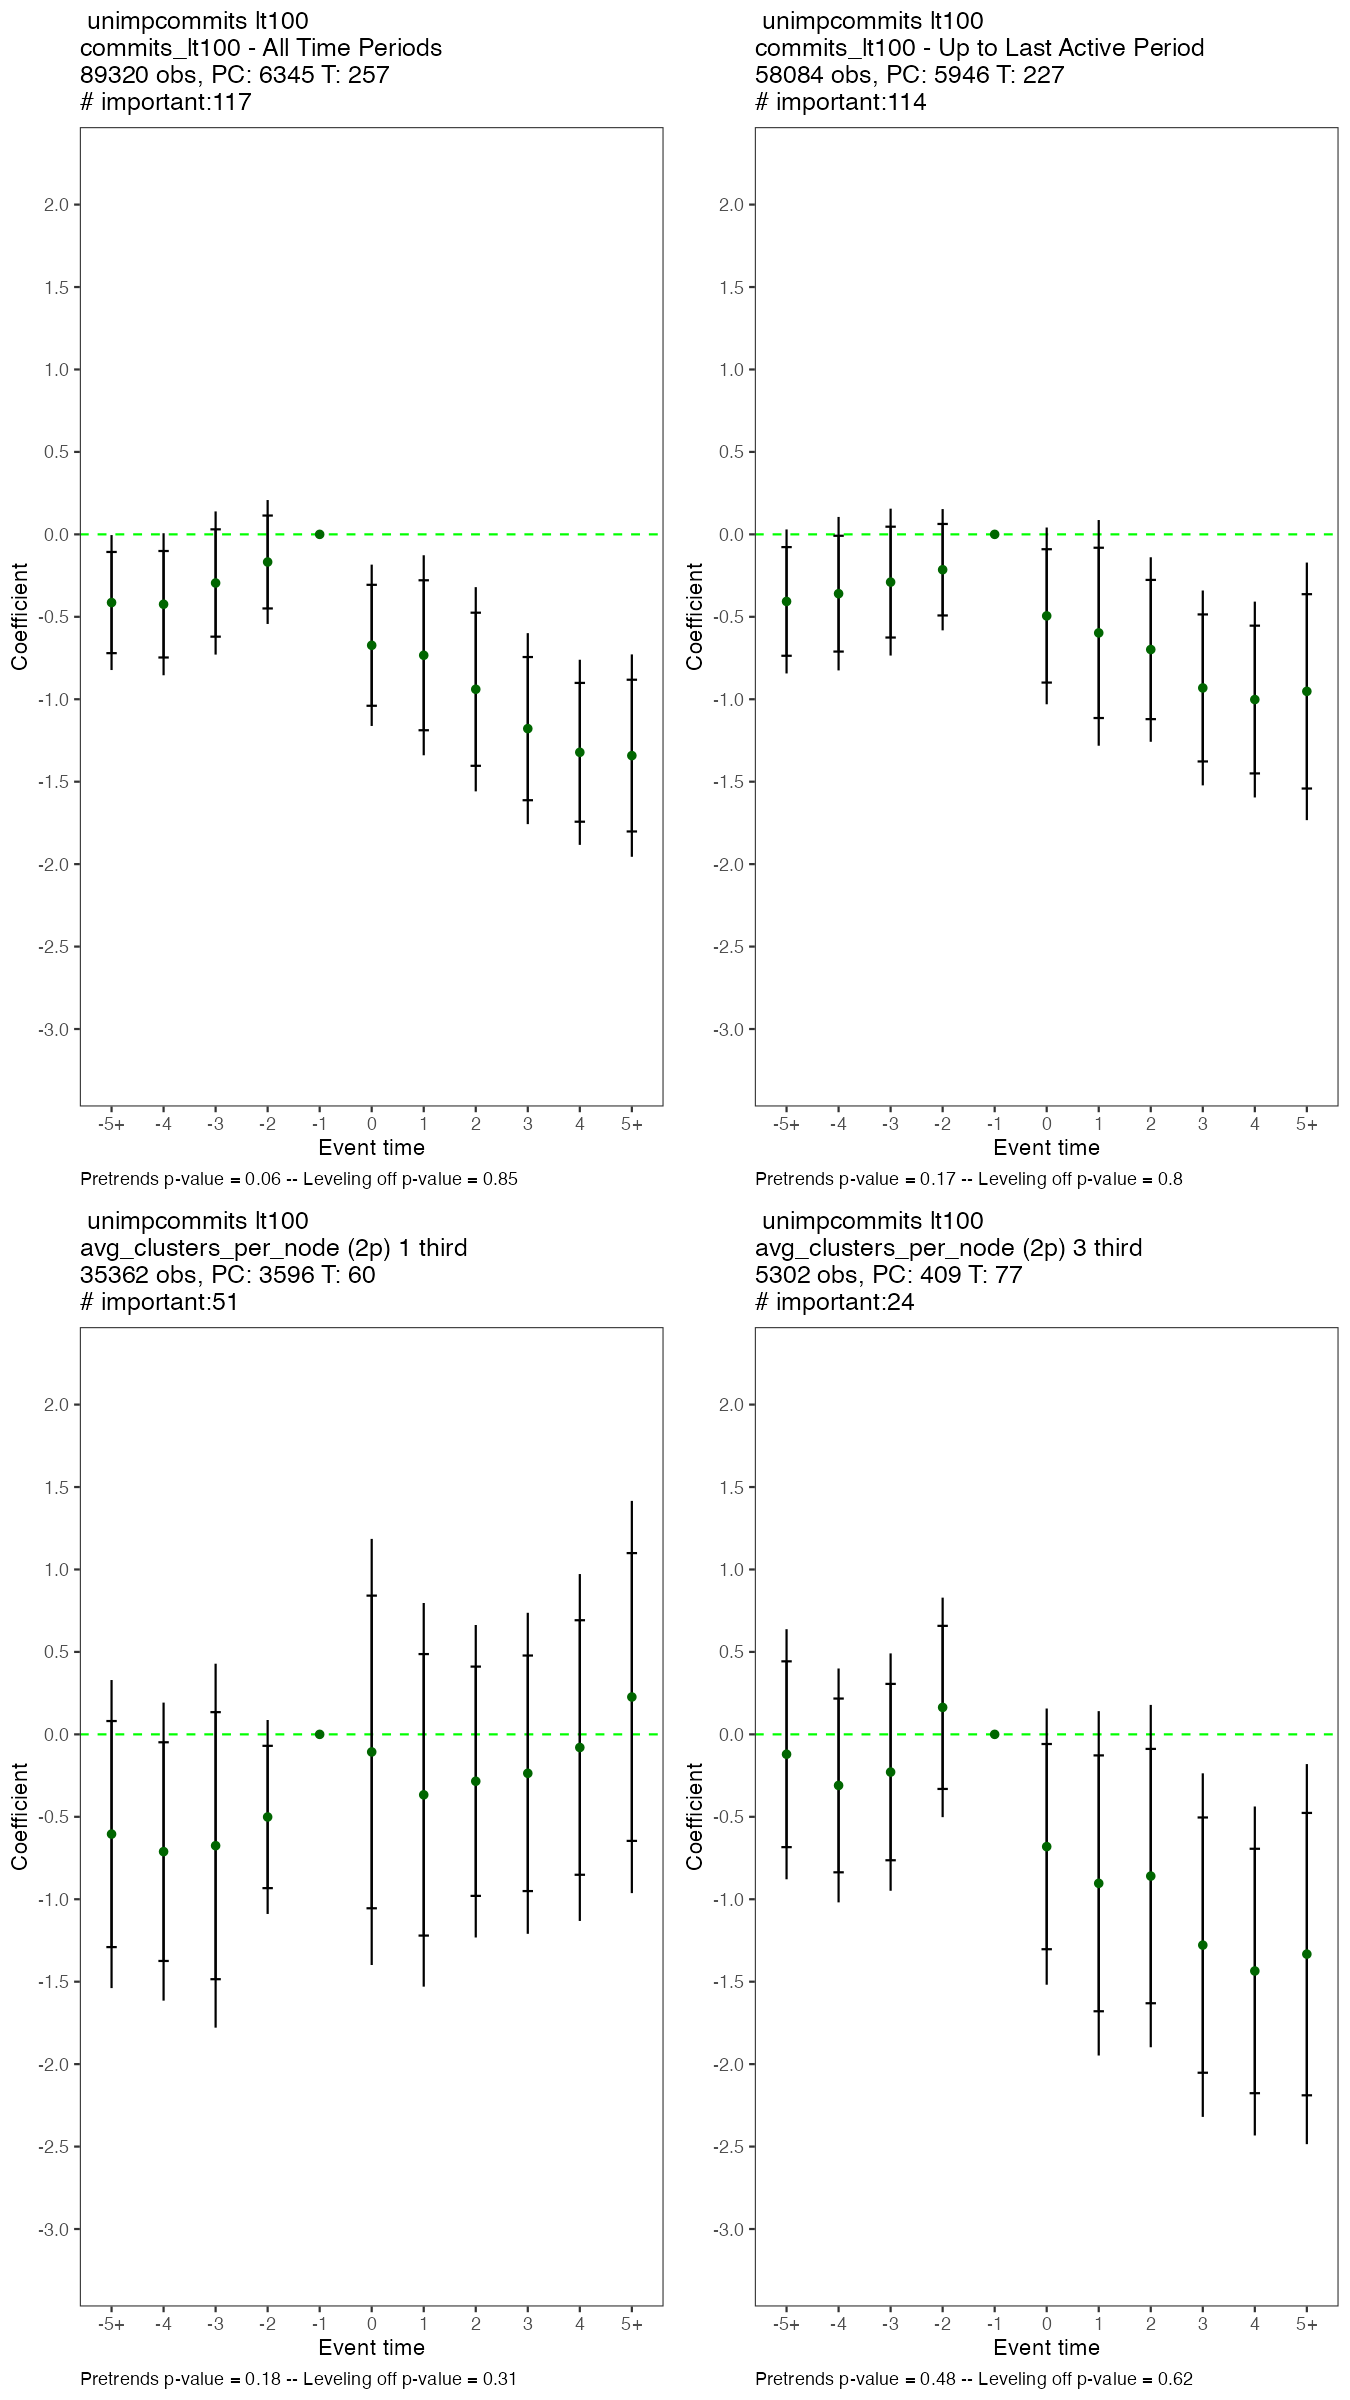 unimpcommits lt100
commits_lt100 - All Time Periods
89320 obs, PC: 6345 T: 257
# important:117
2.0
1.5
1.0
0.5
0.0
-0.5
-1.0
-1.5
-2.0
-2.5
-3.0
Coefficient
-5+ -4 -3 -2 -1 0 1 2 3 4 5+
Event time
Pretrends p-value = 0.06 -- Leveling off p-value = 0.85
unimpcommits lt100
commits_lt100 - Up to Last Active Period
58084 obs, PC: 5946 T: 227
# important:114
2.0
1.5
1.0
0.5
0.0
-0.5
-1.0
-1.5
-2.0
-2.5
-3.0
Coefficient
-5+ -4 -3 -2 -1 0 1 2 3 4 5+
Event time
Pretrends p-value = 0.17 -- Leveling off p-value = 0.8
unimpcommits lt100
avg_clusters_per_node (2p) 1 third
35362 obs, PC: 3596 T: 60
# important:51
2.0
1.5
1.0
0.5
0.0
-0.5
-1.0
-1.5
-2.0
-2.5
-3.0
Coefficient
-5+ -4 -3 -2 -1 0 1 2 3 4 5+
Event time
Pretrends p-value = 0.18 -- Leveling off p-value = 0.31
unimpcommits lt100
avg_clusters_per_node (2p) 3 third
5302 obs, PC: 409 T: 77
# important:24
2.0
1.5
1.0
0.5
0.0
-0.5
-1.0
-1.5
-2.0
-2.5
-3.0
Coefficient
-5+ -4 -3 -2 -1 0 1 2 3 4 5+
Event time
Pretrends p-value = 0.48 -- Leveling off p-value = 0.62